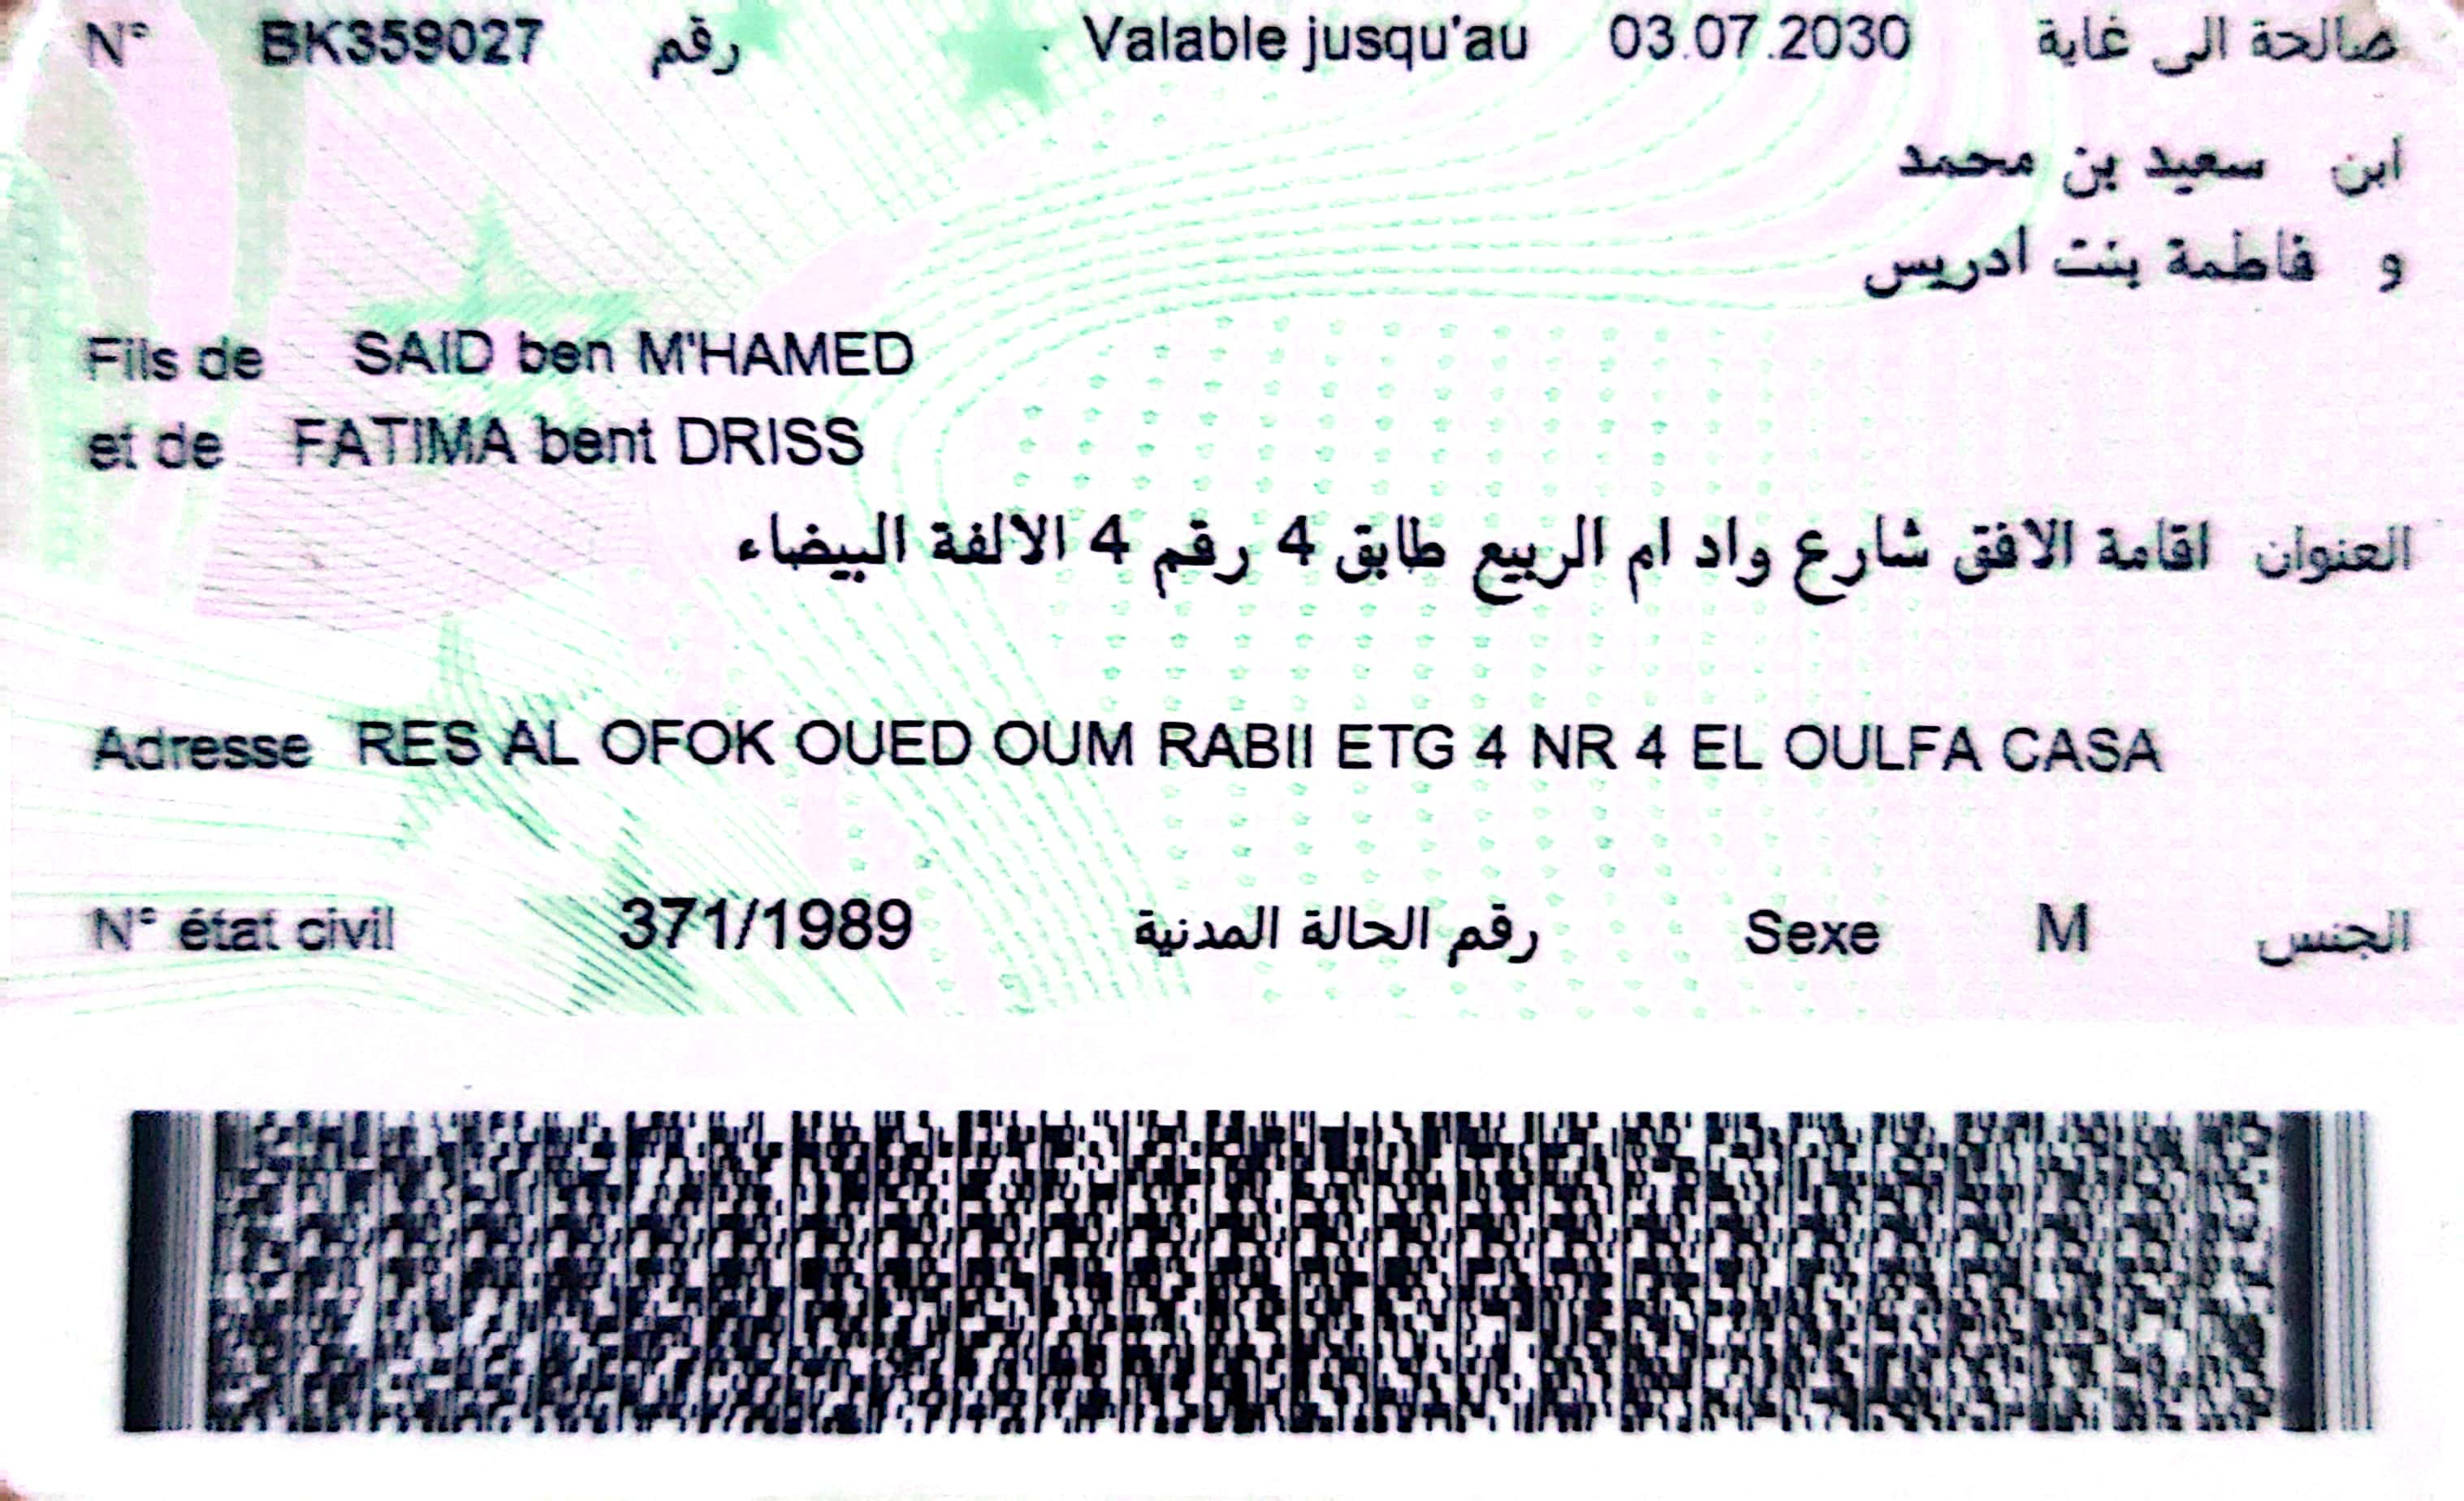 N° BK359027 رقم Valable jusqu'au 03.07.2030 صالحة الى غاية
ابن سعيد بن محمد
و فاطمة بنت ادريس
Fils de SAID ben M'HAMED
et de FATIMA bent DRISS
العنوان اقامة الافق شارع واد ام الربيع طابق 4 رقم 4 الالفة البيضاء
Adresse RES AL OFOK OUED OUM RABII ETG 4 NR 4 EL OULFA CASA
N° état civil 371/1989 رقم الحالة المدنية Sexe M الجنس